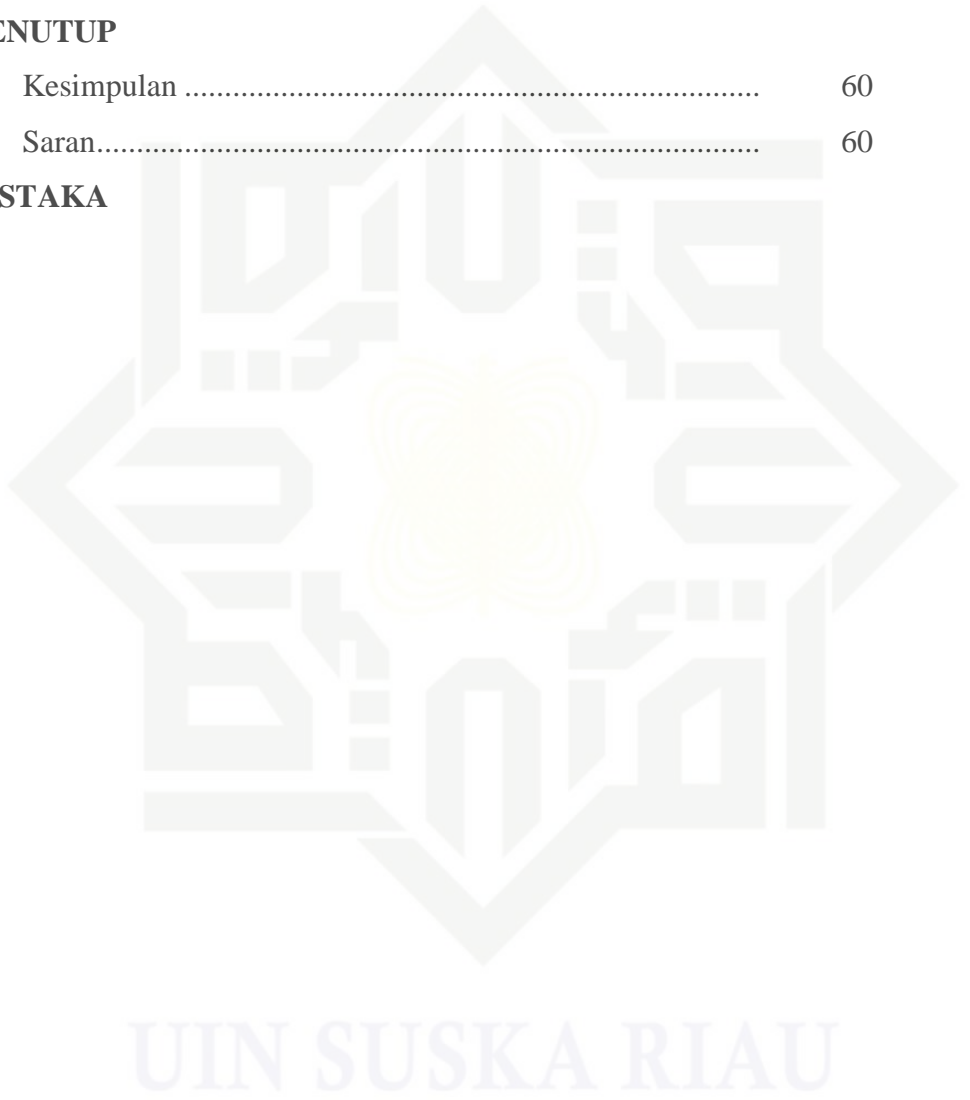 ENUTUP
Kesimpulan ........................................................................ 60
Saran................................................................................... 60
STAKA
UIN SUSKA RIAU